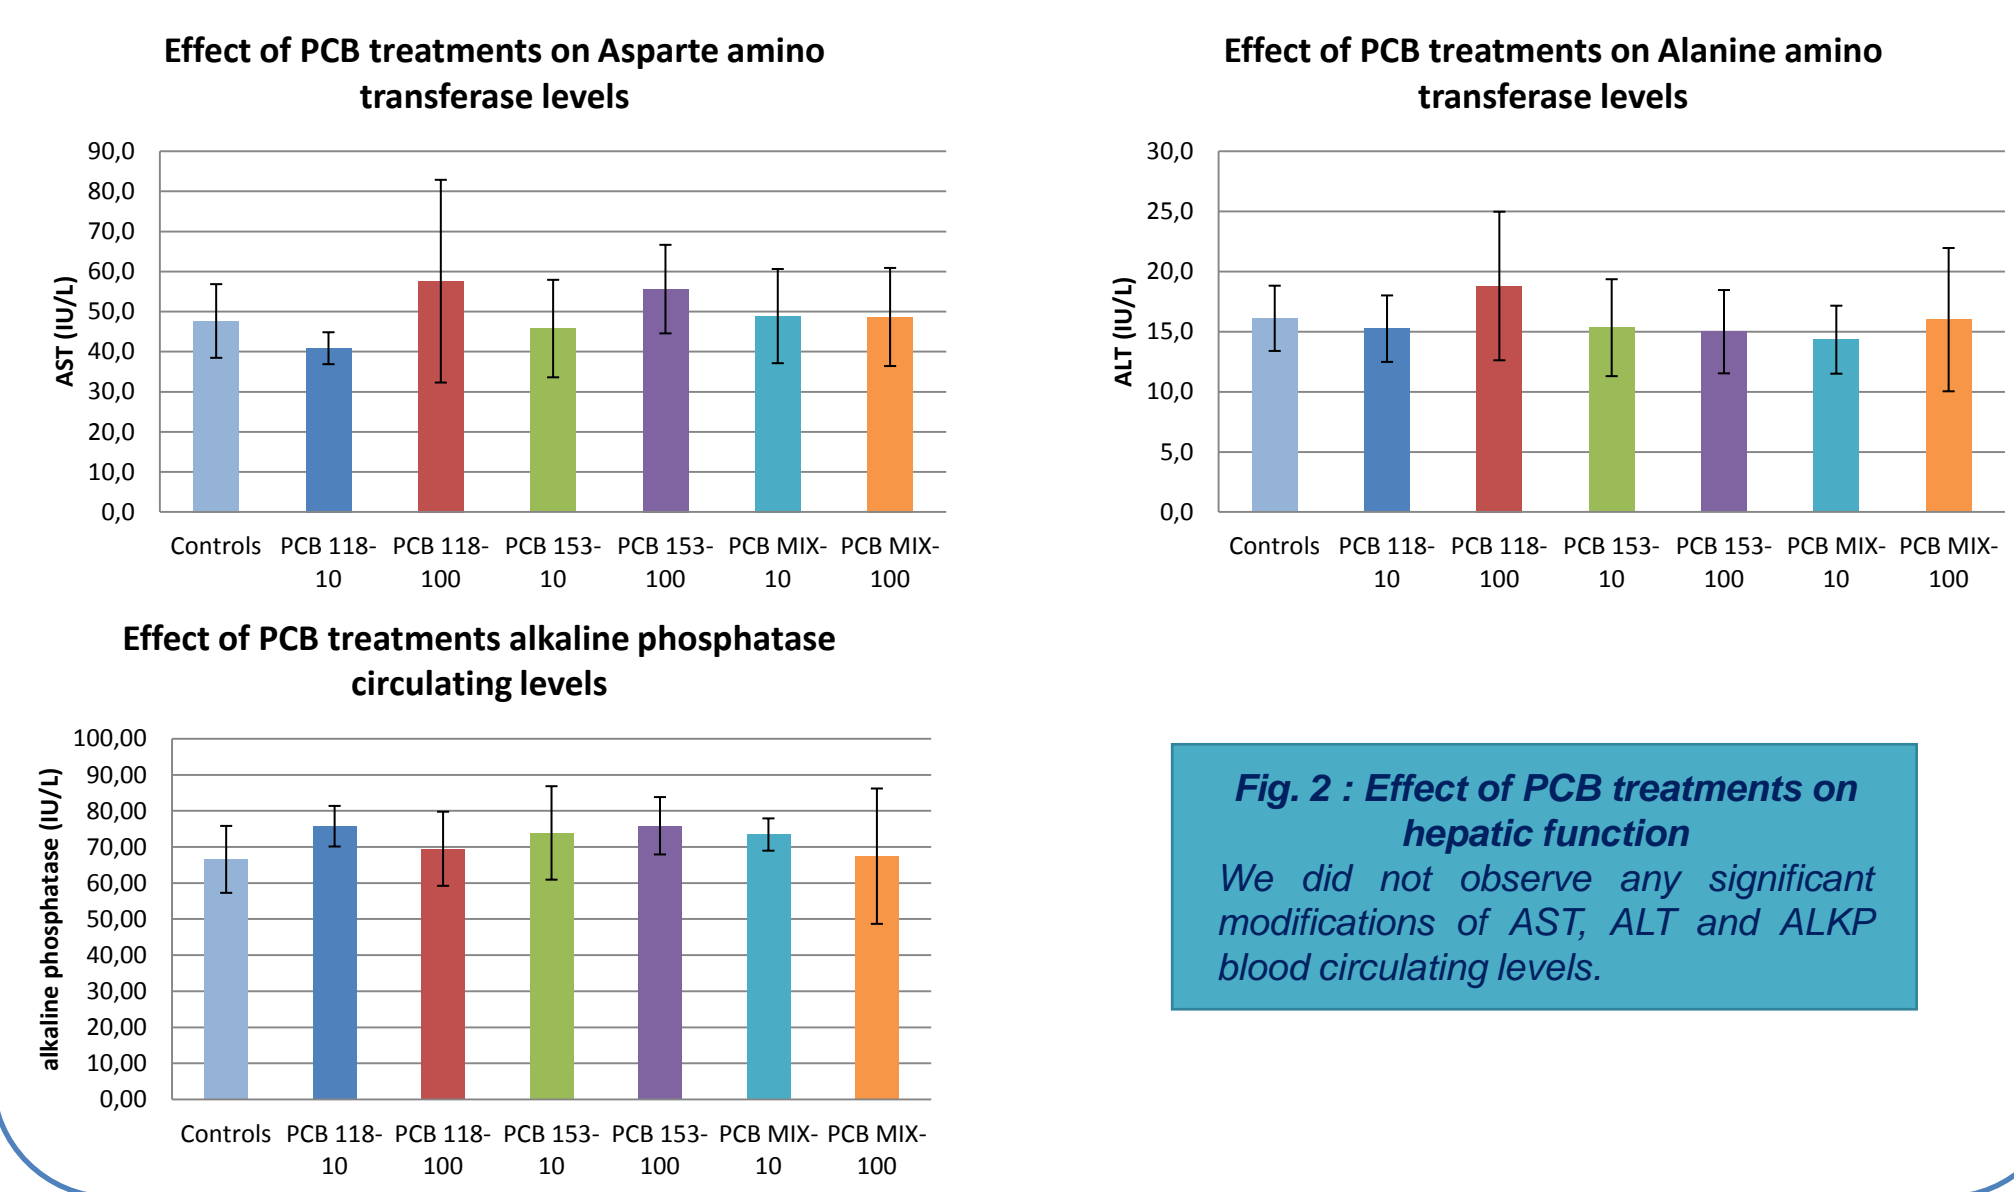 Effect of PCB treatments on Asparte amino
transferase levels
AST (IU/L)
90,0
80,0
70,0
60,0
50,0
40,0
30,0
20,0
10,0
0,0
Controls PCB 118- PCB 118- PCB 153- PCB 153- PCB MIX- PCB MIX-
10 100 10 100 10 100
Effect of PCB treatments on Alanine amino
transferase levels
ALT (IU/L)
30,0
25,0
20,0
15,0
10,0
5,0
0,0
Controls PCB 118- PCB 118- PCB 153- PCB 153- PCB MIX- PCB MIX-
10 100 10 100 10 100
Effect of PCB treatments alkaline phosphatase
circulating levels
alkaline phosphatase (IU/L)
100,00
90,00
80,00
70,00
60,00
50,00
40,00
30,00
20,00
10,00
0,00
Controls PCB 118- PCB 118- PCB 153- PCB 153- PCB MIX- PCB MIX-
10 100 10 100 10 100
Fig. 2 : Effect of PCB treatments on
hepatic function
We did not observe any significant
modifications of AST, ALT and ALKP
blood circulating levels.